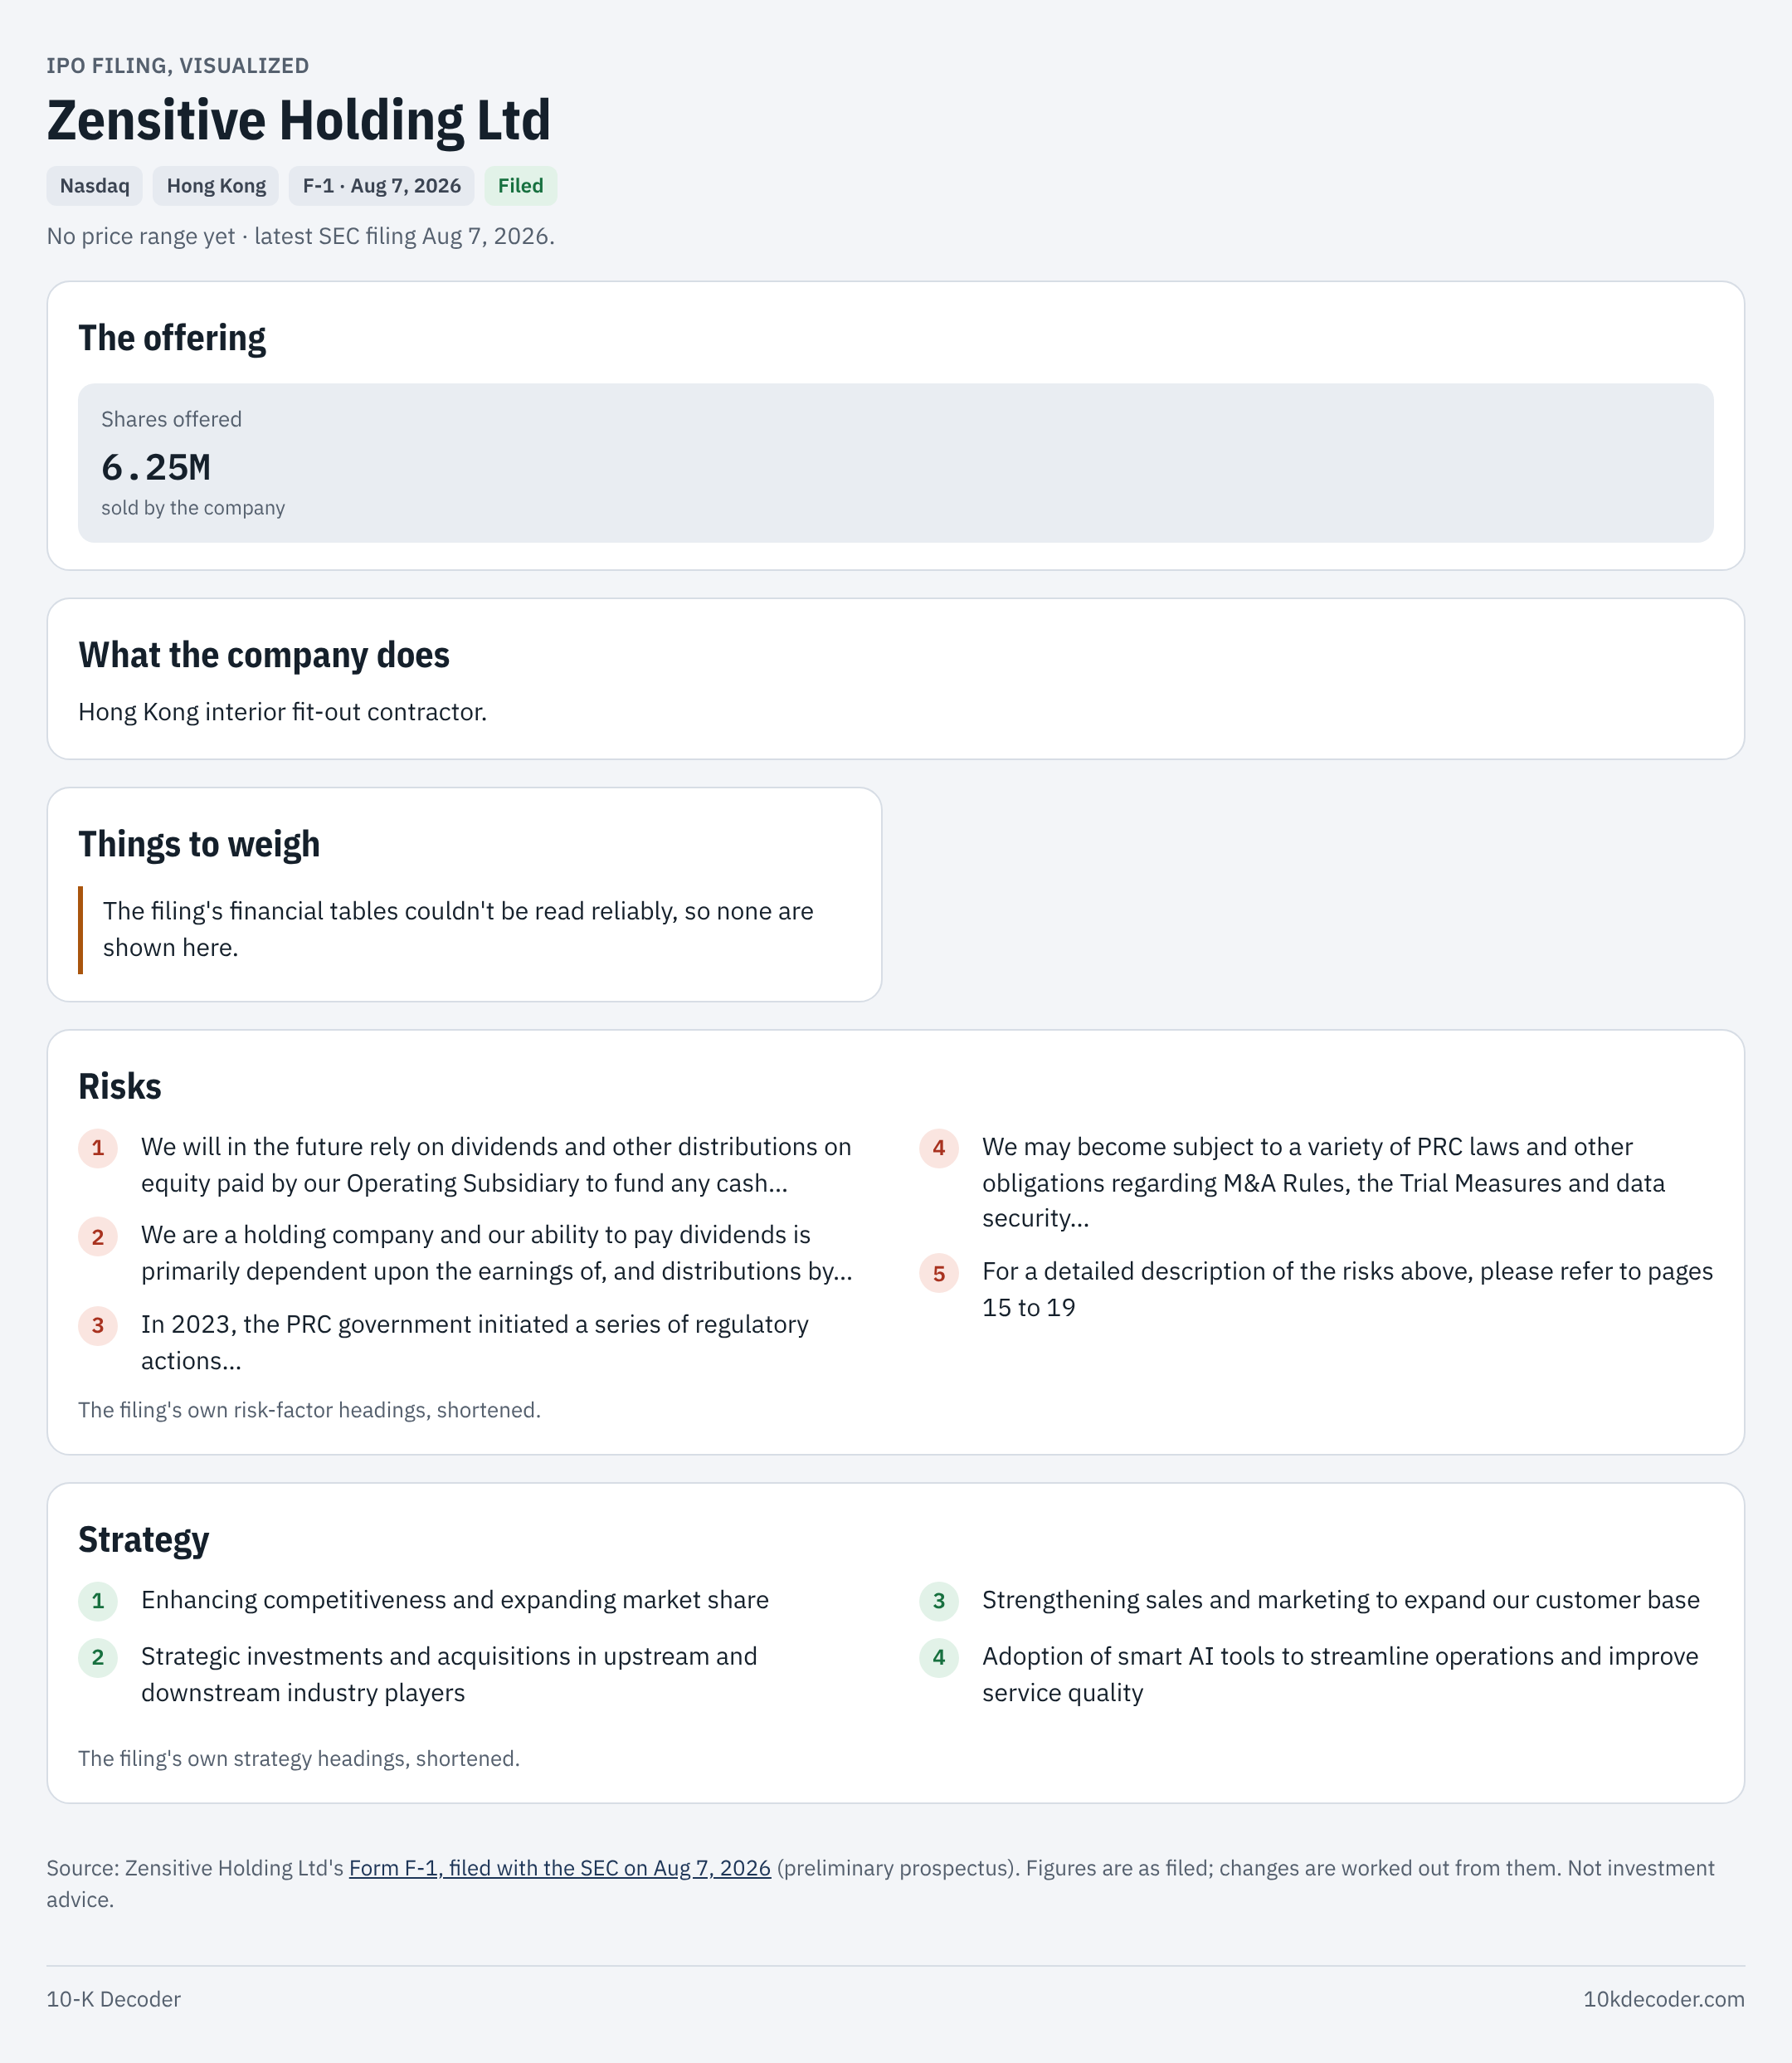 IPO FILING, VISUALIZED
Zensitive Holding Ltd
Nasdaq
Hong Kong
F-1 · Aug 7, 2026
Filed
No price range yet · latest SEC filing Aug 7, 2026.
The offering
Shares offered
6.25M
sold by the company
What the company does
Hong Kong interior fit-out contractor.
Things to weigh
The filing's financial tables couldn't be read reliably, so none are
shown here.
Risks
1 We will in the future rely on dividends and other distributions on
equity paid by our Operating Subsidiary to fund any cash...
2 We are a holding company and our ability to pay dividends is
primarily dependent upon the earnings of, and distributions by...
3 In 2023, the PRC government initiated a series of regulatory
actions...
4 We may become subject to a variety of PRC laws and other
obligations regarding M&A Rules, the Trial Measures and data
security...
5 For a detailed description of the risks above, please refer to pages
15 to 19
The filing's own risk-factor headings, shortened.
Strategy
1 Enhancing competitiveness and expanding market share
2 Strategic investments and acquisitions in upstream and
downstream industry players
3 Strengthening sales and marketing to expand our customer base
4 Adoption of smart AI tools to streamline operations and improve
service quality
The filing's own strategy headings, shortened.
Source: Zensitive Holding Ltd's Form F-1, filed with the SEC on Aug 7, 2026 (preliminary prospectus). Figures are as filed; changes are worked out from them. Not investment
advice.
10-K Decoder
10kdecoder.com